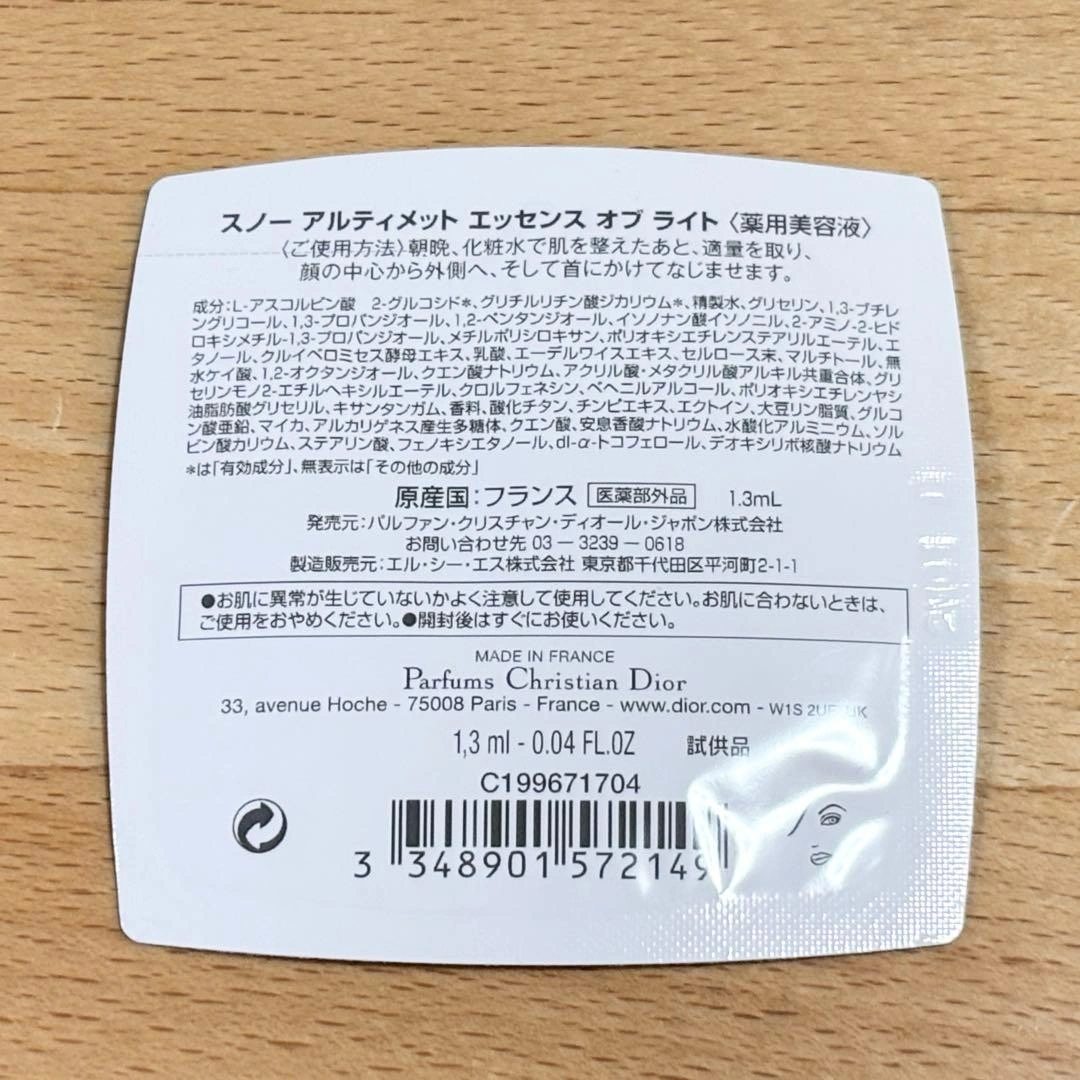 スノー アルティメット エッセンス オブ ライト〈薬用美容液〉
〈ご使用方法〉朝晩、化粧水で肌を整えたあと、適量を取り、
顔の中心から外側へ、そして首にかけてなじませます。
成分:L-アスコルビン酸 2-グルコシド*、グリチルリチン酸ジカリウム*、精製水、グリセリン、1,3-ブチレ
ングリコール、1,3-プロパンジオール、1,2-ペンタンジオール、イソノナン酸イソノニル、2-アミノ-2-ヒド
ロキシメチル-1,3-プロパンジオール、メチルポリシロキサン、ポリオキシエチレンステアリルエーテル、エ
タノール、クルイベロミセス酵母エキス、乳酸、エーデルワイスエキス、セルロース末、マルチトール、無
水ケイ酸、1,2-オクタンジオール、クエン酸ナトリウム、アクリル酸・メタクリル酸アルキル共重合体、グリ
セリンモノ2-エチルヘキシルエーテル、クロルフェネシン、ベヘニルアルコール、ポリオキシエチレンヤシ
油脂肪酸グリセリル、キサンタンガム、香料、酸化チタン、チンピエキス、エクトイン、大豆リン脂質、グルコ
ン酸亜鉛、マイカ、アルカリゲネス産生多糖体、クエン酸、安息香酸ナトリウム、水酸化アルミニウム、ソル
ビン酸カリウム、ステアリン酸、フェノキシエタノール、dl-α-トコフェロール、デオキシリボ核酸ナトリウム
*は「有効成分」、無表示は「その他の成分」
原産国:フランス 医薬部外品 1.3mL
発売元:パルファン・クリスチャン・ディオール・ジャポン株式会社
お問い合わせ先 03-3239-0618
製造販売元:エル・シー・エス株式会社 東京都千代田区平河町2-1-1
●お肌に異常が生じていないかよく注意して使用してください。お肌に合わないときは、
ご使用をおやめください。●開封後はすぐにお使いください。
MADE IN FRANCE
Parfums Christian Dior
33, avenue Hoche - 75008 Paris - France - www.dior.com - W1S
1,3 ml - 0.04 FL.OZ 試供品
C199671704
3 348901 572149